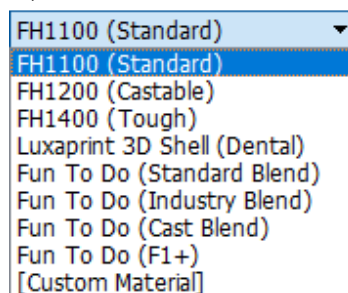 FH1100 (Standard)
FH1100 (Standard)
FH1200 (Castable)
FH1400 (Tough)
Luxaprint 3D Shell (Dental)
Fun To Do (Standard Blend)
Fun To Do (Industry Blend)
Fun To Do (Cast Blend)
Fun To Do (F1+)
[Custom Material]